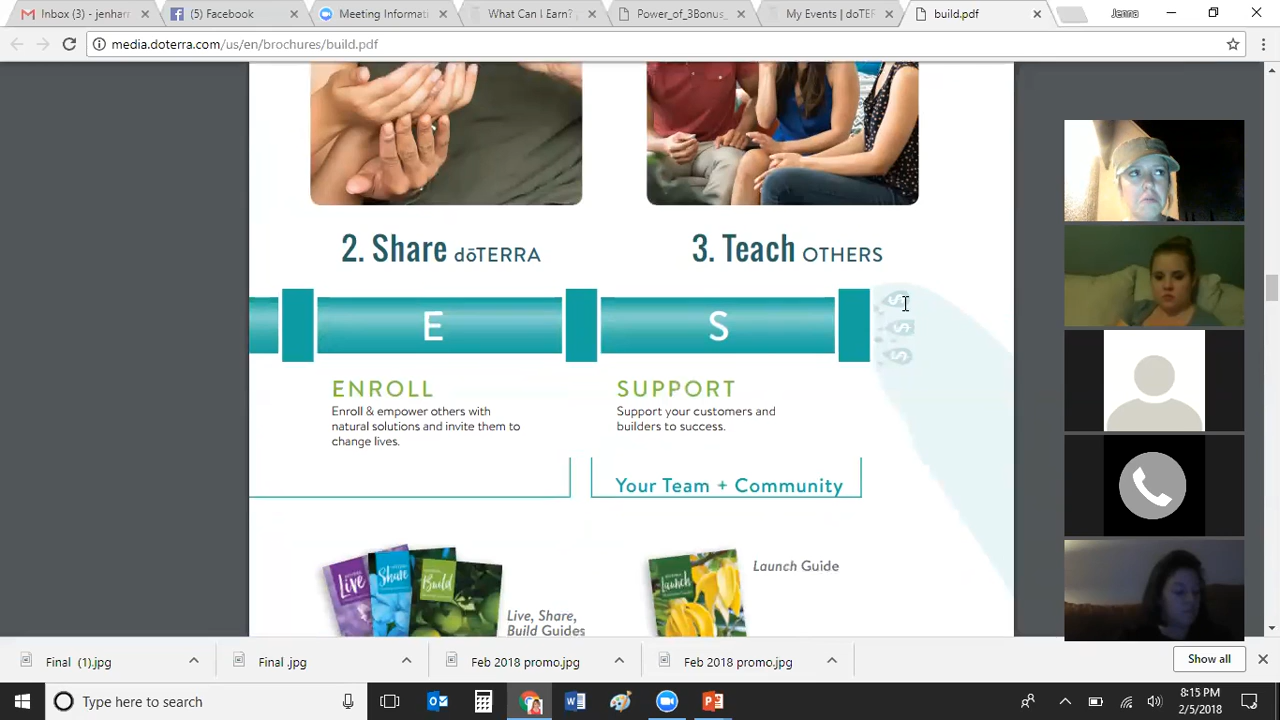 Inbox (3) - jenhar
(5) Facebook
Meeting Informati
What Can I Earn?
Power_of_3Bonus_
My Events | doTE
build.pdf
Jenna
media.doterra.com/us/en/brochures/build.pdf
2. Share dōTERRA
3. Teach OTHERS
E
S
ENROLL
Enroll & empower others with
natural solutions and invite them to
change lives.
SUPPORT
Support your customers and
builders to success.
Your Team + Community
Live
Share
Build
Live, Share,
Build Guides
Launch
Launch Guide
Final (1).jpg
Final .jpg
Feb 2018 promo.jpg
Feb 2018 promo.jpg
Show all
Type here to search
8:15 PM
2/5/2018